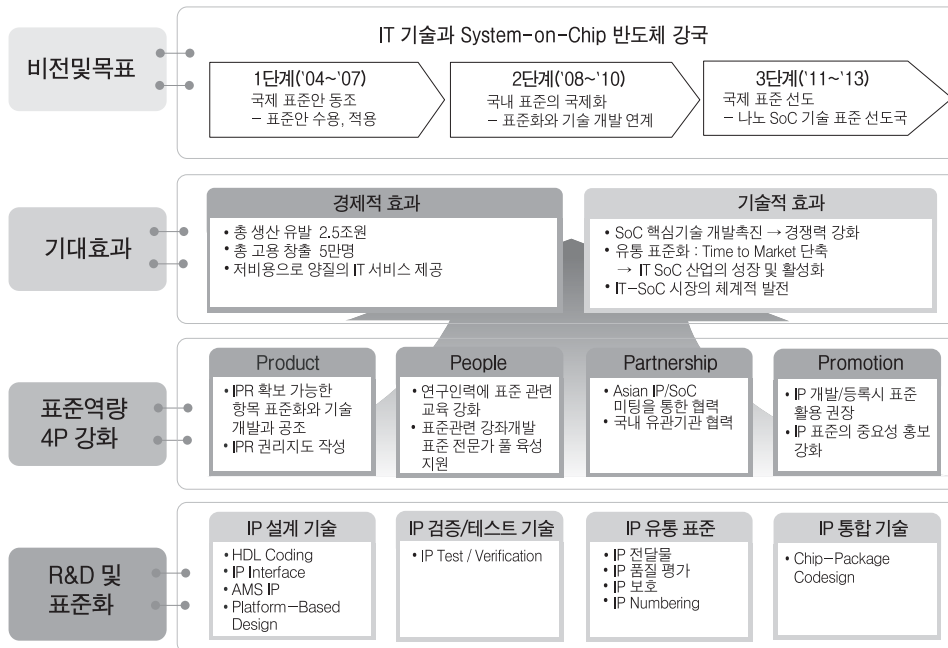 비전및목표
IT 기술과 System-on-Chip 반도체 강국
1단계('04~'07)
국제 표준안 동조
- 표준안 수용, 적용
2단계('08~'10)
국내 표준의 국제화
- 표준화와 기술 개발 연계
3단계('11~'13)
국제 표준 선도
- 나노 SoC 기술 표준 선도국
기대효과
경제적 효과
• 총 생산 유발 2.5조원
• 총 고용 창출 5만명
• 저비용으로 양질의 IT 서비스 제공
기술적 효과
• SoC 핵심기술 개발촉진 → 경쟁력 강화
• 유통 표준화 : Time to Market 단축
→ IT SoC 산업의 성장 및 활성화
• IT-SoC 시장의 체계적 발전
표준역량
4P 강화
Product
• IPR 확보 가능한
항목 표준화와 기술
개발과 공조
• IPR 권리지도 작성
People
• 연구인력에 표준 관련
교육 강화
• 표준관련 강좌개발
표준 전문가 풀 육성
지원
Partnership
• Asian IP/SoC
미팅을 통한 협력
• 국내 유관기관 협력
Promotion
• IP 개발/등록시 표준
활용 권장
• IP 표준의 중요성 홍보
강화
R&D 및
표준화
IP 설계 기술
• HDL Coding
• IP Interface
• AMS IP
• Platform-Based
Design
IP 검증/테스트 기술
• IP Test / Verification
IP 유통 표준
• IP 전달물
• IP 품질 평가
• IP 보호
• IP Numbering
IP 통합 기술
• Chip-Package
Codesign